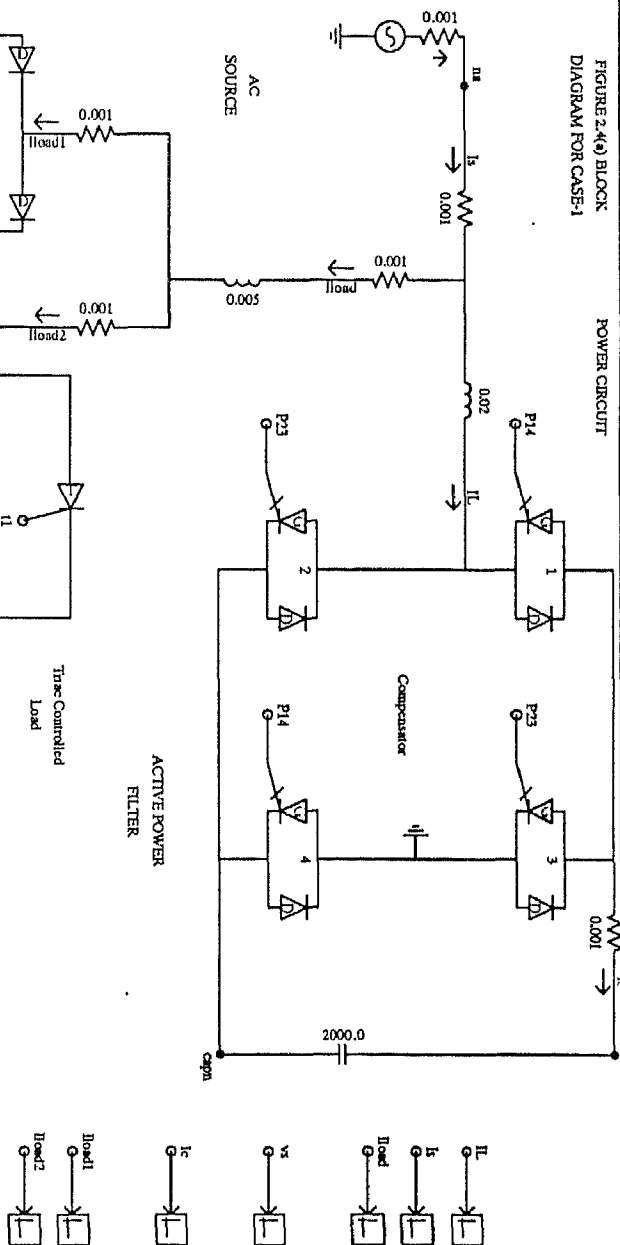 FIGURE 2.4(a) BLOCK
DIAGRAM FOR CASE-1
POWER CIRCUIT
0.001
na
Is
0.001
AC
SOURCE
0.001
Iload
0.005
0.001
Iload1
0.001
Iload2
D
D
0.02
IL
P14
G
1
D
P23
G
2
D
P23
G
3
D
P14
G
4
D
Compensator
0.001
2000.0
capn
ACTIVE POWER
FILTER
Triac Controlled
Load
t1
IL
Is
Iload
vs
Ic
Iload1
Iload2